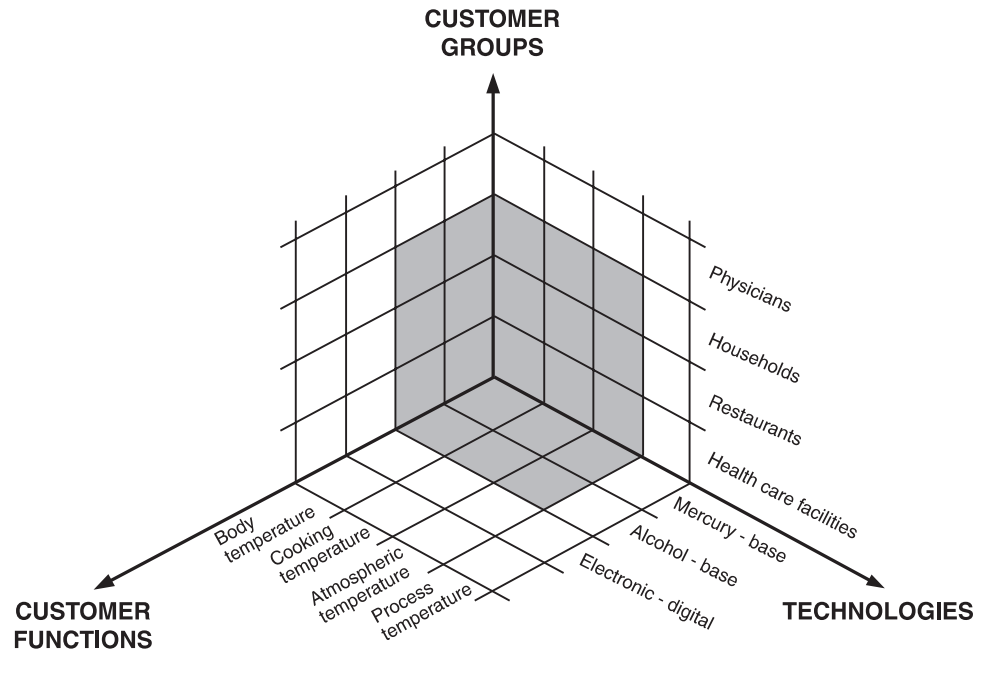 CUSTOMER
GROUPS
Physicians
Households
Restaurants
Health care facilities
Mercury - base
Alcohol - base
Electronic - digital
Body
temperature
Cooking
temperature
Atmospheric
temperature
Process
temperature
CUSTOMER
FUNCTIONS
TECHNOLOGIES